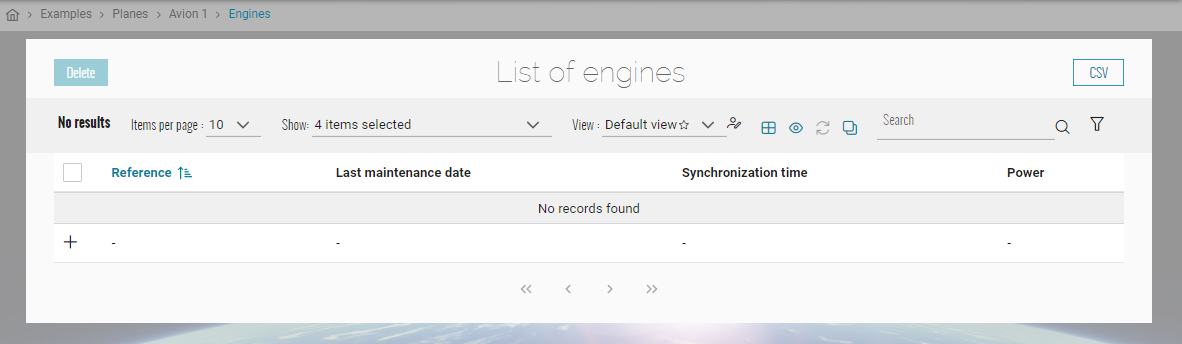 Examples > Planes > Avion 1 > Engines
Delete
List of engines
CSV
No results
Items per page : 10
Show: 4 items selected
View : Default view
Search
Reference
Last maintenance date
Synchronization time
Power
No records found
+ - - - -